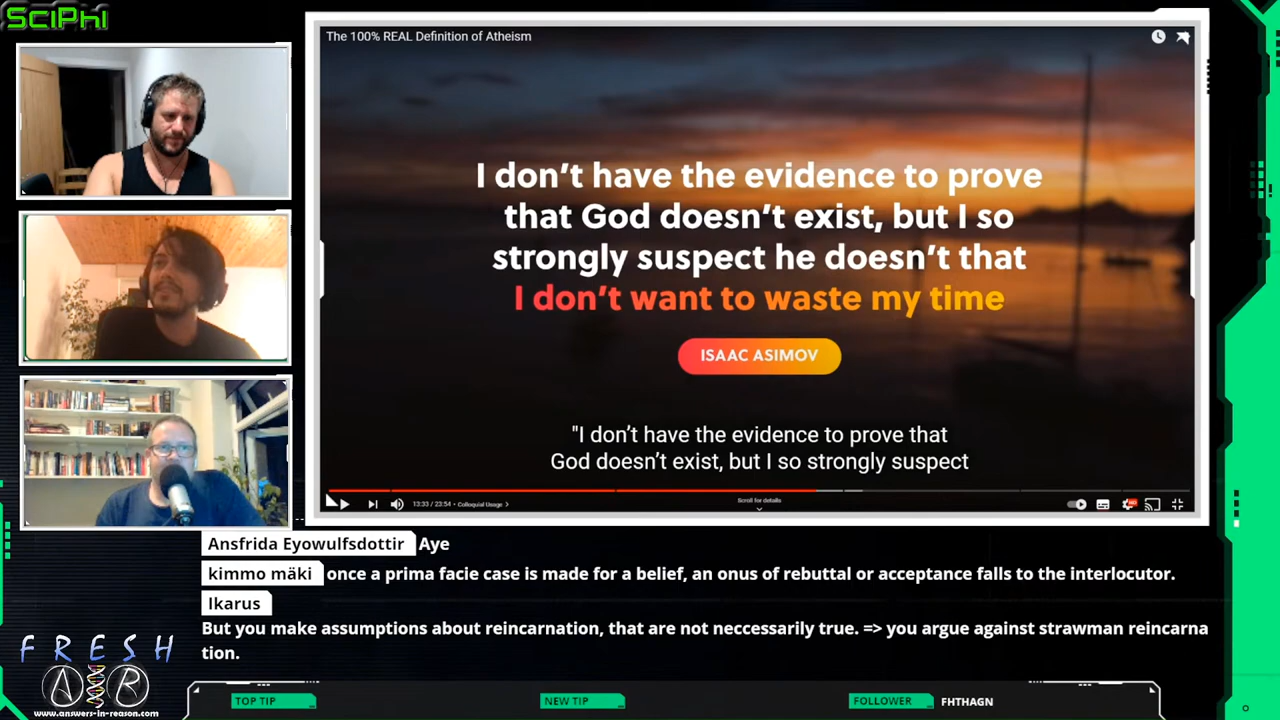 SciPhi
The 100% REAL Definition of Atheism
I don't have the evidence to prove
that God doesn't exist, but I so
strongly suspect he doesn't that
I don't want to waste my time
ISAAC ASIMOV
"I don't have the evidence to prove that
God doesn't exist, but I so strongly suspect
13:33 / 23:54 • Colloquial Usage >
Scroll for details
Ansfrida Eyowulfsdottir Aye
kimmo mäki once a prima facie case is made for a belief, an onus of rebuttal or acceptance falls to the interlocutor.
Ikarus
But you make assumptions about reincarnation, that are not neccessarily true. => you argue against strawman reincarna
tion.
FRESH
AiR
www.answers-in-reason.com
TOP TIP
NEW TIP
FOLLOWER FHTHAGN